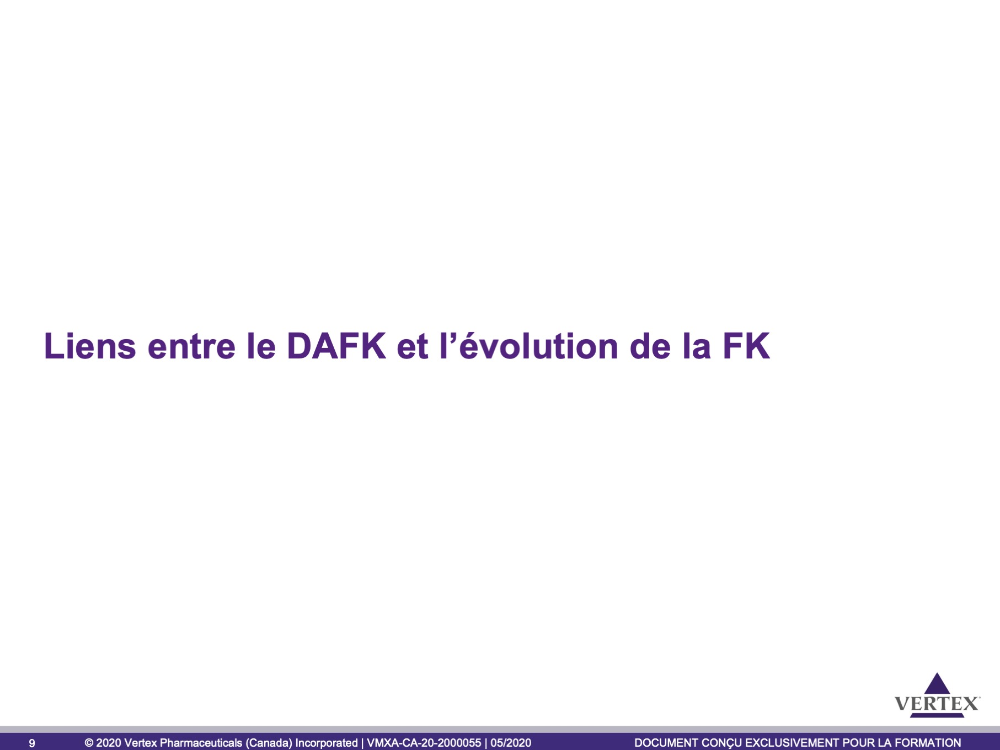 Liens entre le DAFK et l’évolution de la FK
VERTEX
9 © 2020 Vertex Pharmaceuticals (Canada) Incorporated | VMXA-CA-20-2000055 | 05/2020 DOCUMENT CONÇU EXCLUSIVEMENT POUR LA FORMATION